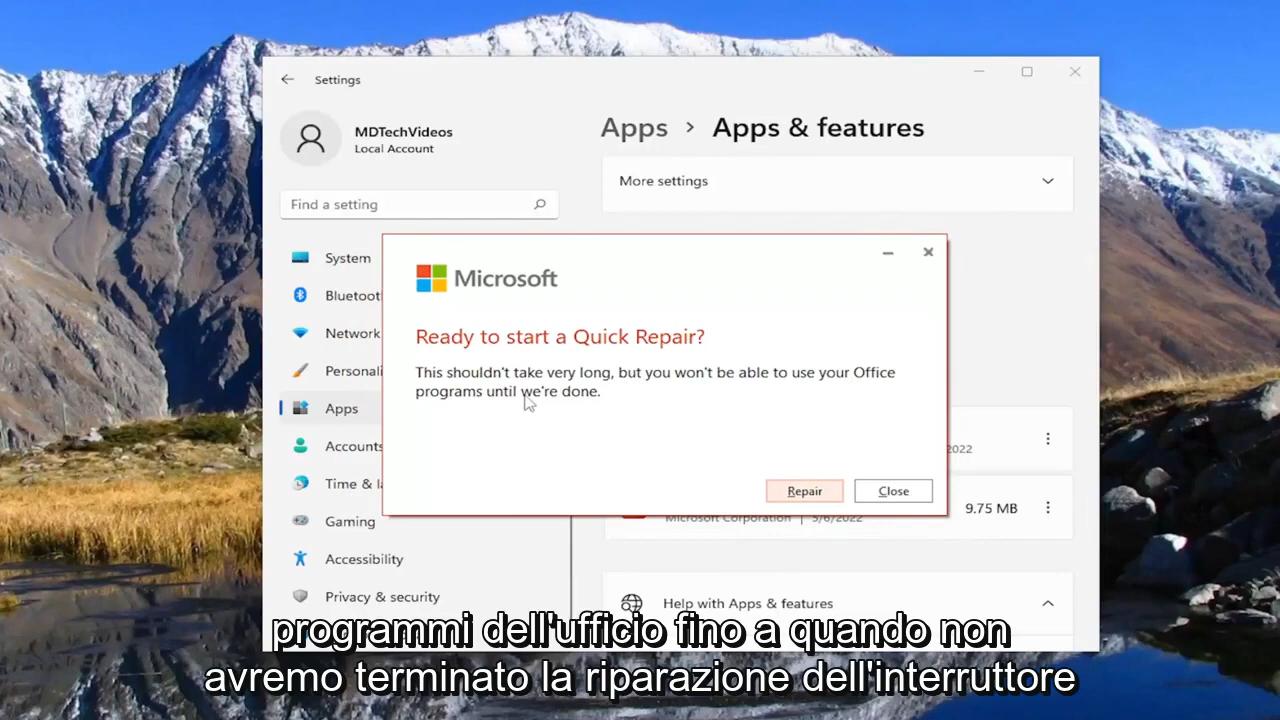 Settings
MDTechVideos
Local Account
Find a setting
System
Bluetoot
Network
Personali
Apps
Accounts
Time & la
Gaming
Accessibility
Privacy & security
Apps > Apps & features
More settings
Microsoft
Ready to start a Quick Repair?
This shouldn't take very long, but you won't be able to use your Office
programs until we're done.
Repair
Close
2022
Microsoft Corporation | 5/6/2022
9.75 MB
Help with Apps & features
programmi dell'ufficio fino a quando non
avremo terminato la riparazione dell'interruttore